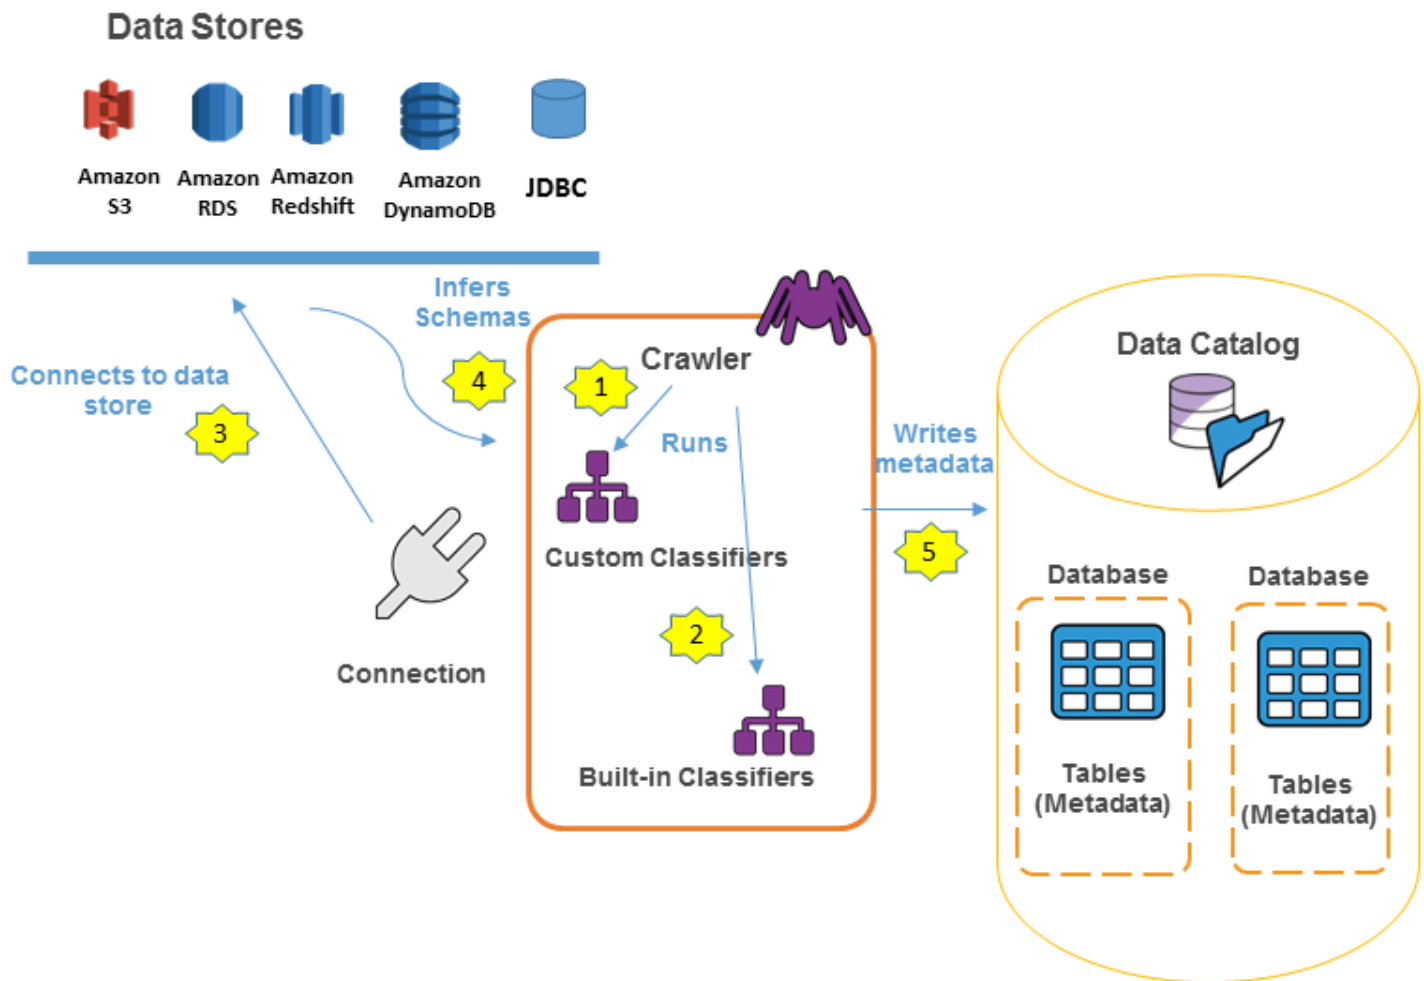 Data Stores
Amazon
S3
Amazon
RDS
Amazon
Redshift
Amazon
DynamoDB
JDBC
Infers
Schemas
4
Connects to data
store
3
Connection
Crawler
1
Runs
Custom Classifiers
2
Built-in Classifiers
Writes
metadata
5
Data Catalog
Database
Tables
(Metadata)
Database
Tables
(Metadata)